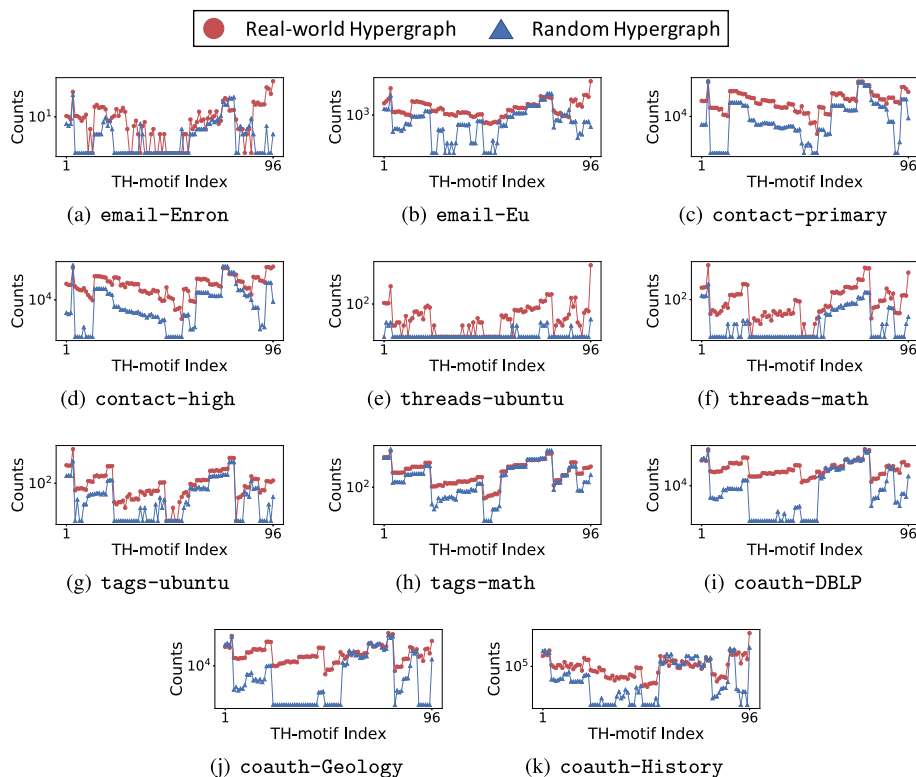 Real-world Hypergraph Random Hypergraph
Counts 10^1 1 96 TH-motif Index
(a) email-Enron
Counts 10^3 1 96 TH-motif Index
(b) email-Eu
Counts 10^4 1 96 TH-motif Index
(c) contact-primary
Counts 10^4 1 96 TH-motif Index
(d) contact-high
Counts 10^2 1 96 TH-motif Index
(e) threads-ubuntu
Counts 10^2 1 96 TH-motif Index
(f) threads-math
Counts 10^2 1 96 TH-motif Index
(g) tags-ubuntu
Counts 10^2 1 96 TH-motif Index
(h) tags-math
Counts 10^4 1 96 TH-motif Index
(i) coauth-DBLP
Counts 10^4 1 96 TH-motif Index
(j) coauth-Geology
Counts 10^5 1 96 TH-motif Index
(k) coauth-History